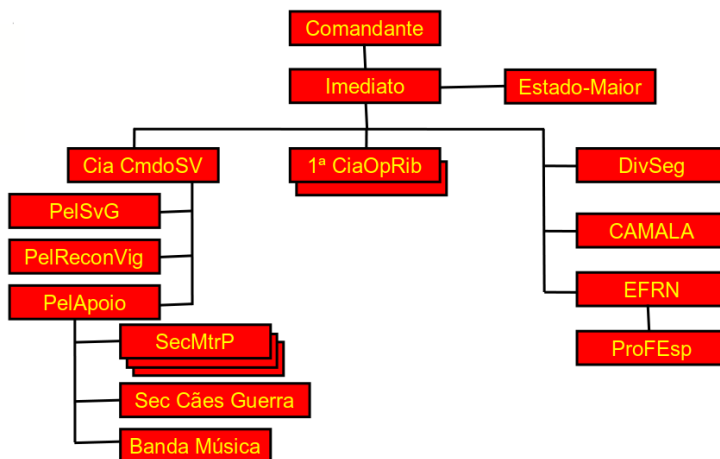 Comandante
Imediato
Estado-Maior
Cia CmdoSV
1ª CiaOpRib
DivSeg
PelSvG
CAMALA
PelReconVig
EFRN
PelApoio
SecMtrP
ProFEsp
Sec Cães Guerra
Banda Música